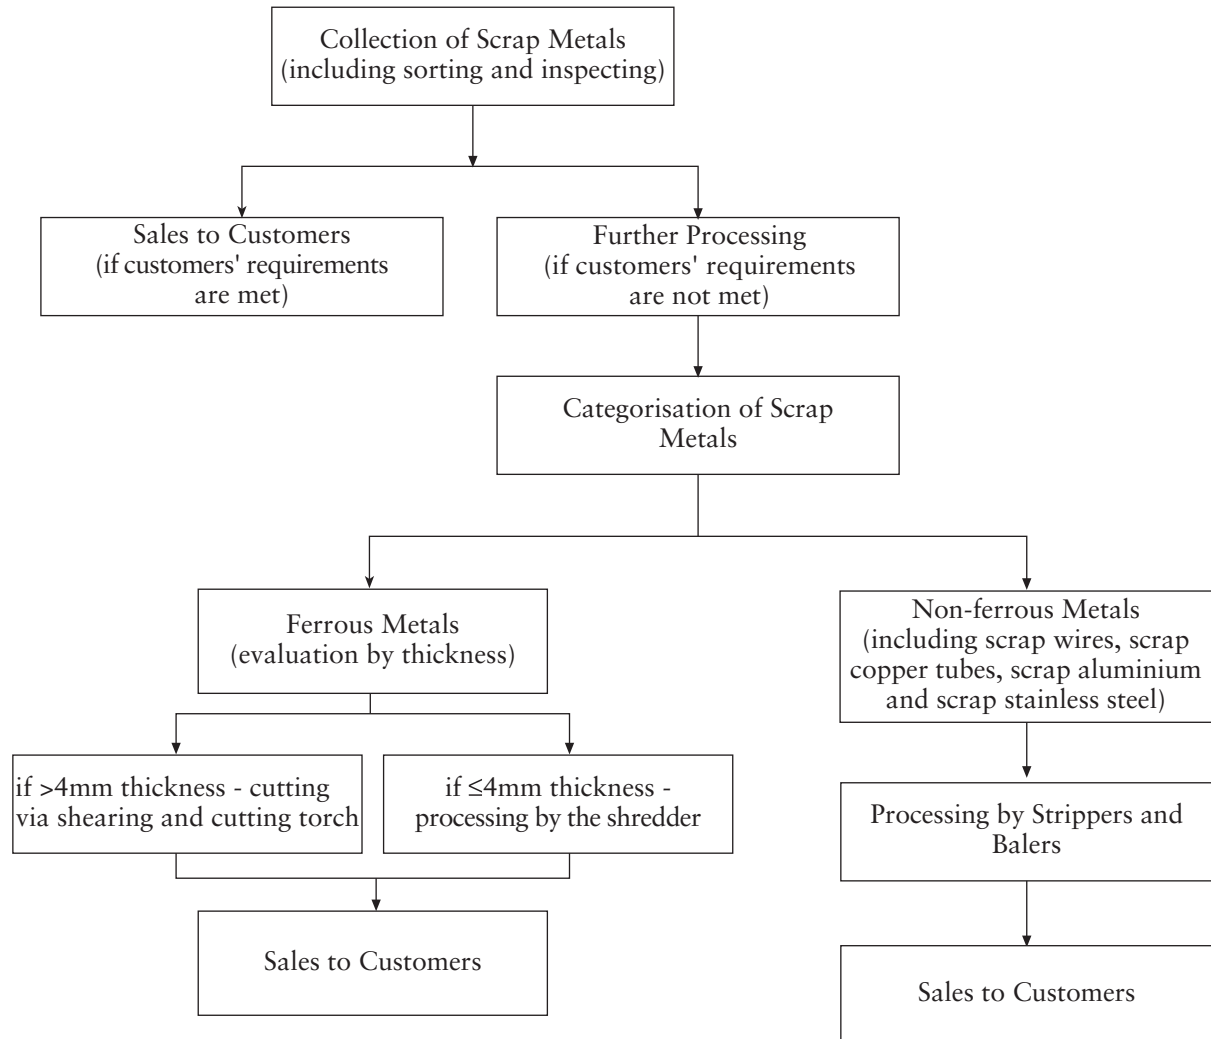 Collection of Scrap Metals
(including sorting and inspecting)
Sales to Customers
(if customers' requirements
are met)
Further Processing
(if customers' requirements
are not met)
Categorisation of Scrap
Metals
Ferrous Metals
(evaluation by thickness)
Non-ferrous Metals
(including scrap wires, scrap
copper tubes, scrap aluminium
and scrap stainless steel)
if >4mm thickness - cutting
via shearing and cutting torch
if ≤4mm thickness -
processing by the shredder
Processing by Strippers and
Balers
Sales to Customers
Sales to Customers